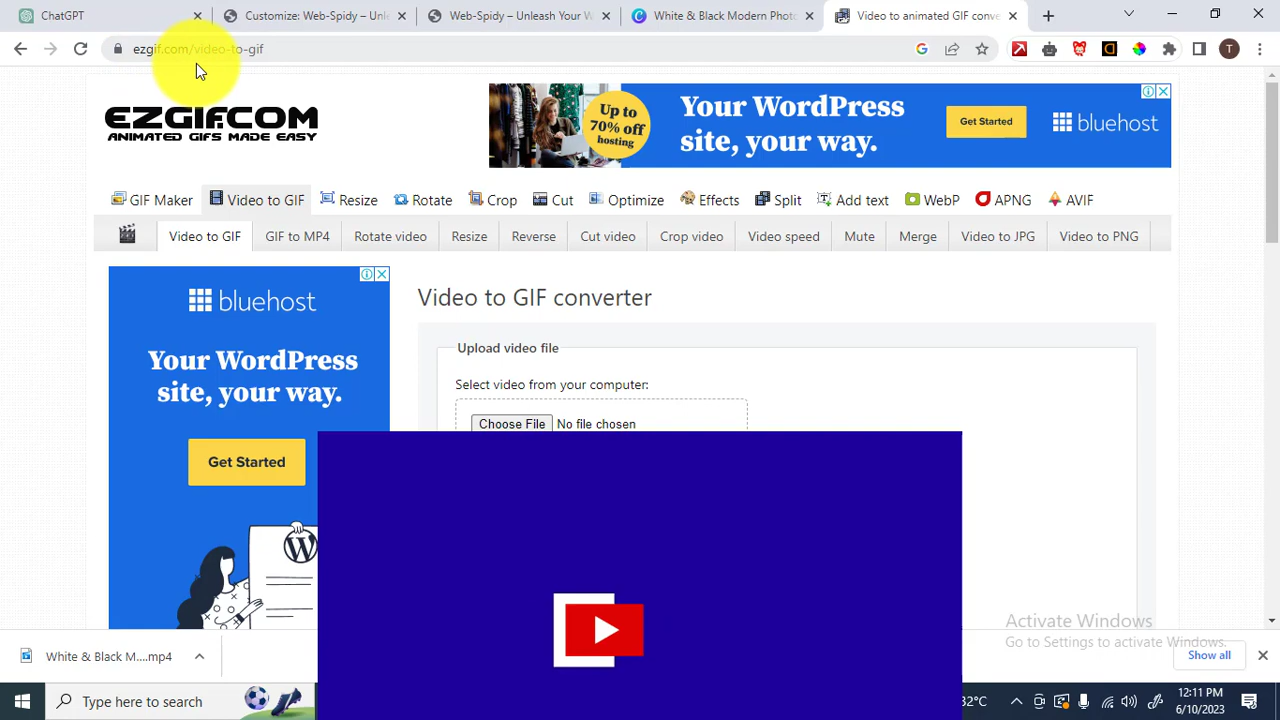 ChatGPT
Customize: Web-Spidy – Unle
Web-Spidy – Unleash Your W
White & Black Modern Photo
Video to animated GIF conve
ezgif.com/video-to-gif
T
EZGIF.COM
ANIMATED GIFS MADE EASY
Up to
70% off
hosting
Your WordPress
site, your way.
Get Started
bluehost
GIF Maker
Video to GIF
Resize
Rotate
Crop
Cut
Optimize
Effects
Split
Add text
WebP
APNG
AVIF
Video to GIF
GIF to MP4
Rotate video
Resize
Reverse
Cut video
Crop video
Video speed
Mute
Merge
Video to JPG
Video to PNG
bluehost
Your WordPress
site, your way.
Get Started
Video to GIF converter
Upload video file
Select video from your computer:
Choose File No file chosen
Activate Windows
Go to Settings to activate Windows.
White & Black M....mp4
Show all
Type here to search
32°C
12:11 PM
6/10/2023